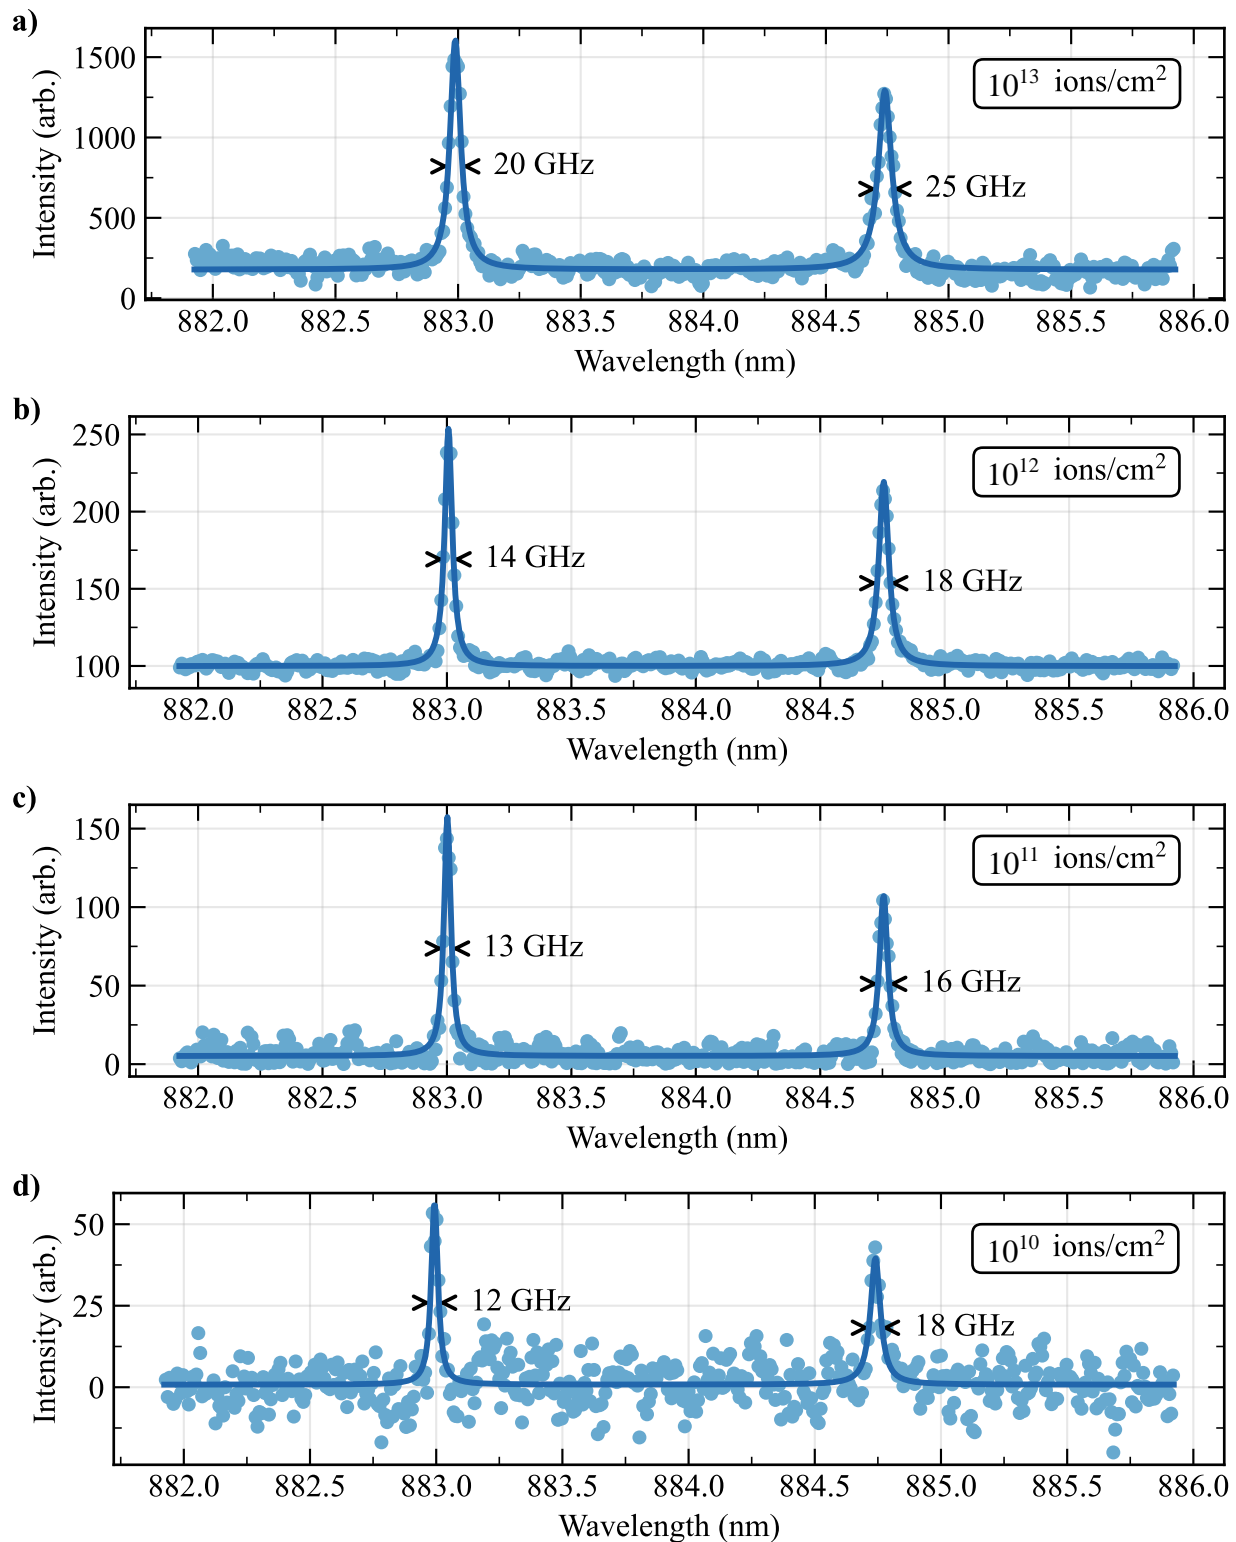 a)
Intensity (arb.)
1500
1000
500
0
10¹³ ions/cm²
20 GHz
25 GHz
882.0 882.5 883.0 883.5 884.0 884.5 885.0 885.5 886.0
Wavelength (nm)
b)
Intensity (arb.)
250
200
150
100
10¹² ions/cm²
14 GHz
18 GHz
882.0 882.5 883.0 883.5 884.0 884.5 885.0 885.5 886.0
Wavelength (nm)
c)
Intensity (arb.)
150
100
50
0
10¹¹ ions/cm²
13 GHz
16 GHz
882.0 882.5 883.0 883.5 884.0 884.5 885.0 885.5 886.0
Wavelength (nm)
d)
Intensity (arb.)
50
25
0
10¹⁰ ions/cm²
12 GHz
18 GHz
882.0 882.5 883.0 883.5 884.0 884.5 885.0 885.5 886.0
Wavelength (nm)